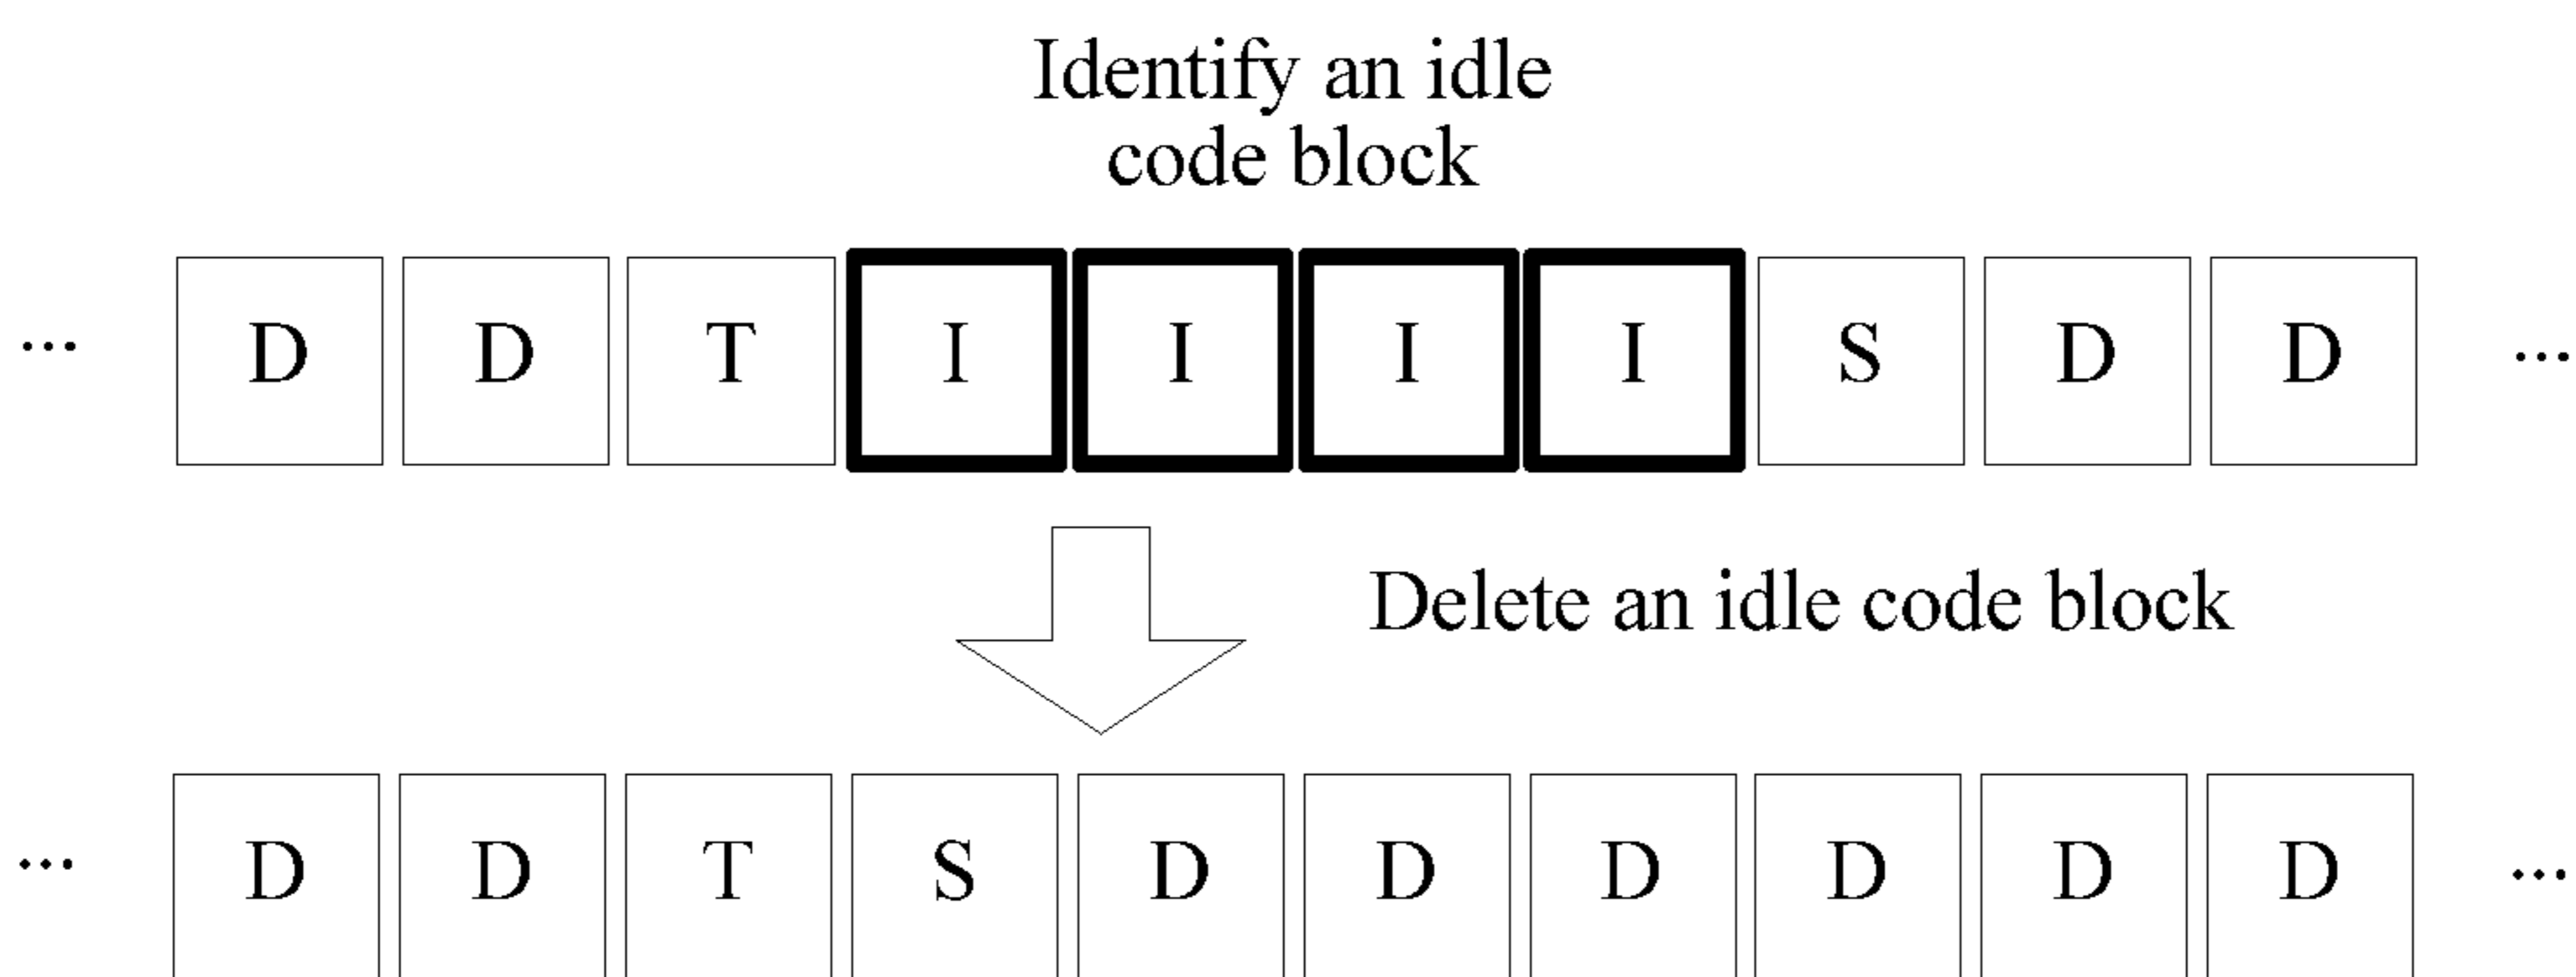 Identify an idle
code block
... D D T I I I I S D D ...
Delete an idle code block
... D D T S D D D D D D ...